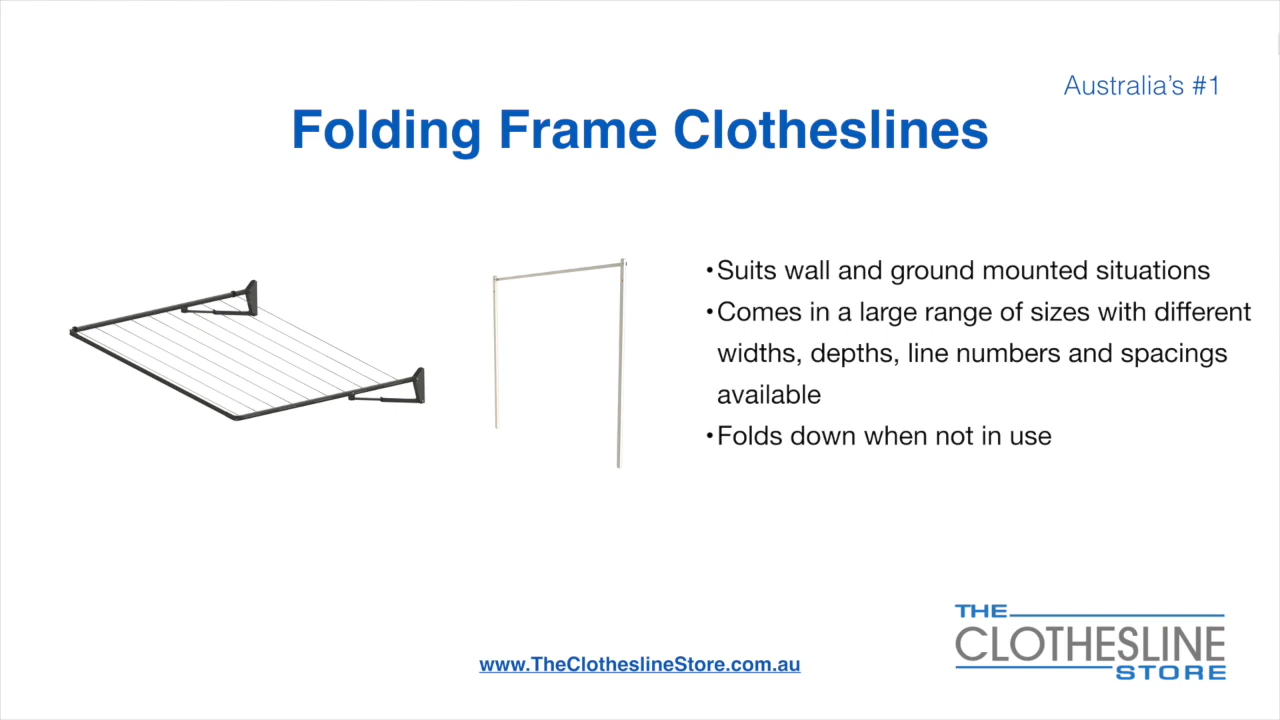 Australia's #1
Folding Frame Clotheslines
•Suits wall and ground mounted situations
•Comes in a large range of sizes with different
widths, depths, line numbers and spacings
available
•Folds down when not in use
THE
CLOTHESLINE
STORE
www.TheClotheslineStore.com.au